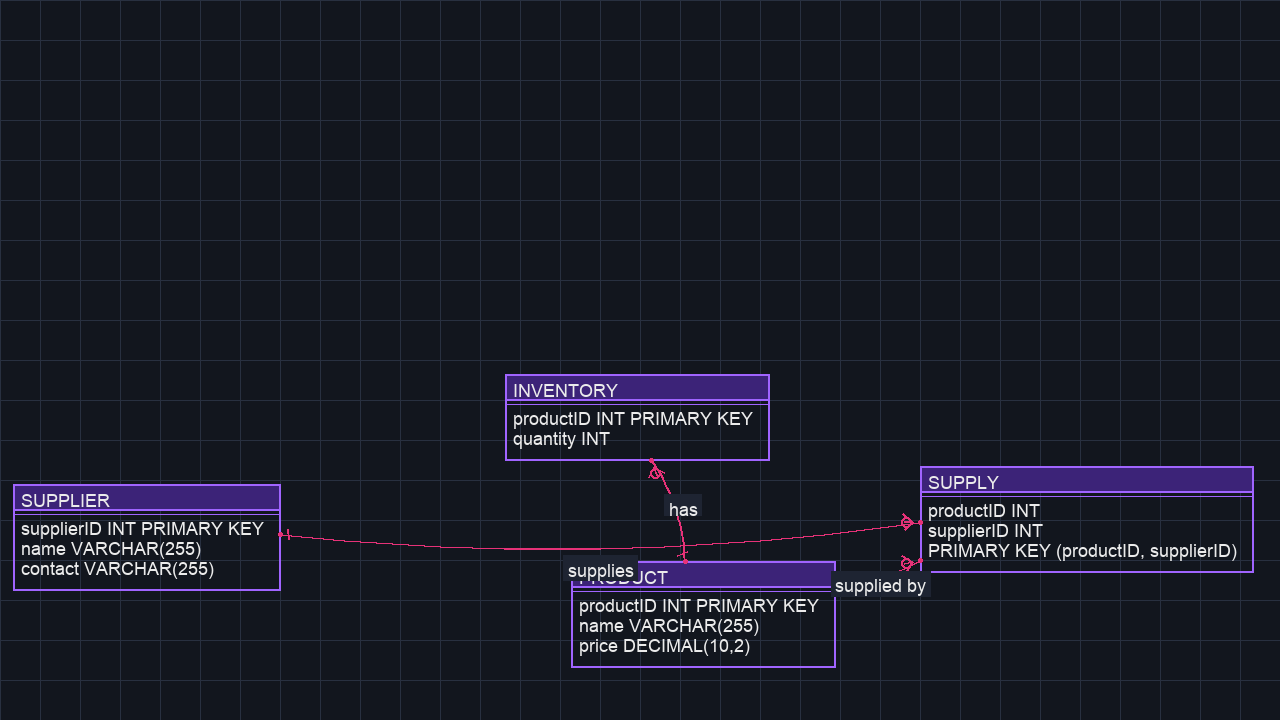 INVENTORY
productID INT PRIMARY KEY
quantity INT
SUPPLIER
supplierID INT PRIMARY KEY
name VARCHAR(255)
contact VARCHAR(255)
has
SUPPLY
productID INT
supplierID INT
PRIMARY KEY (productID, supplierID)
supplies
PRODUCT
productID INT PRIMARY KEY
name VARCHAR(255)
price DECIMAL(10,2)
supplied by